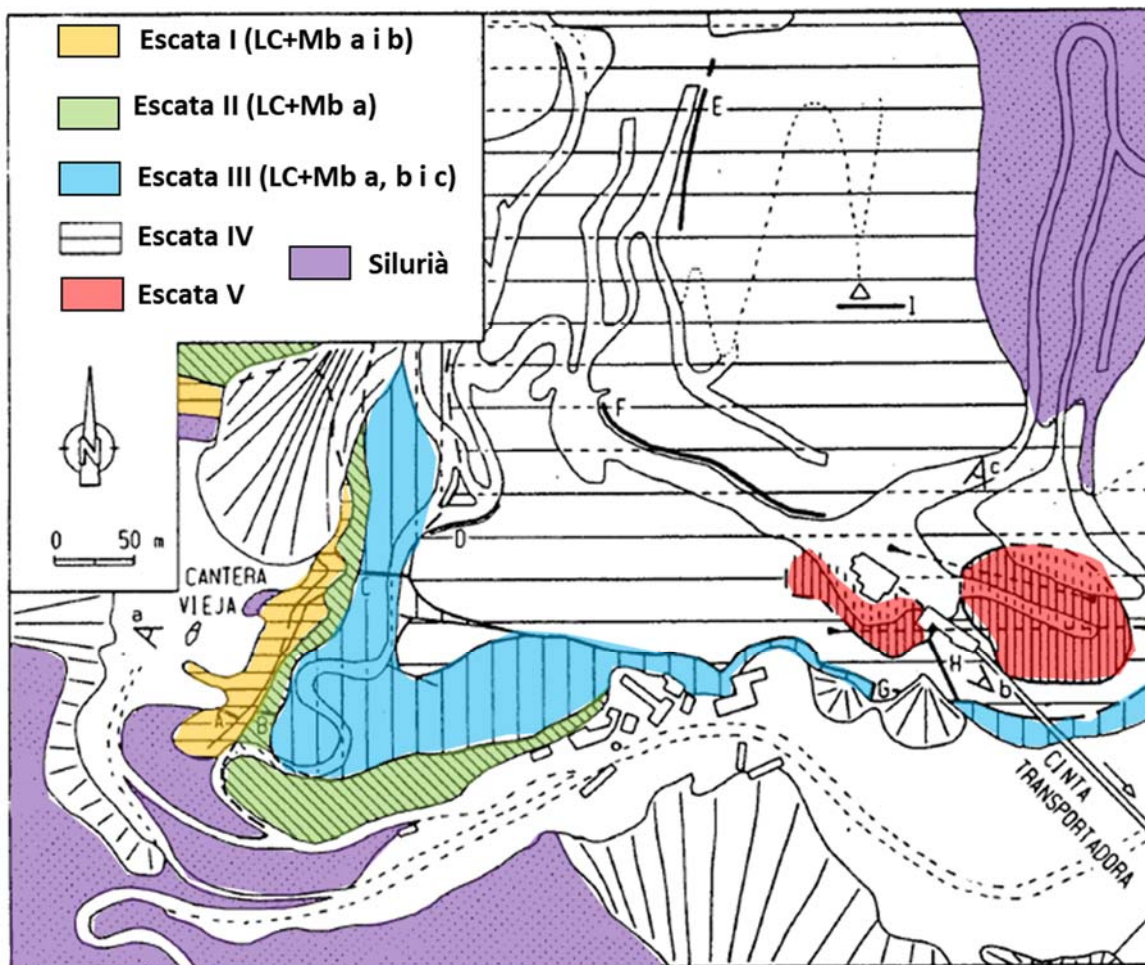 Escata I (LC+Mb a i b)
Escata II (LC+Mb a)
Escata III (LC+Mb a, b i c)
Escata IV
Silurià
Escata V
E
I
F
N
c
0 50 m
D
CANTERA
VIEJA
C
a
H
G
b
A
B
CINTA
TRANSPORTADORA